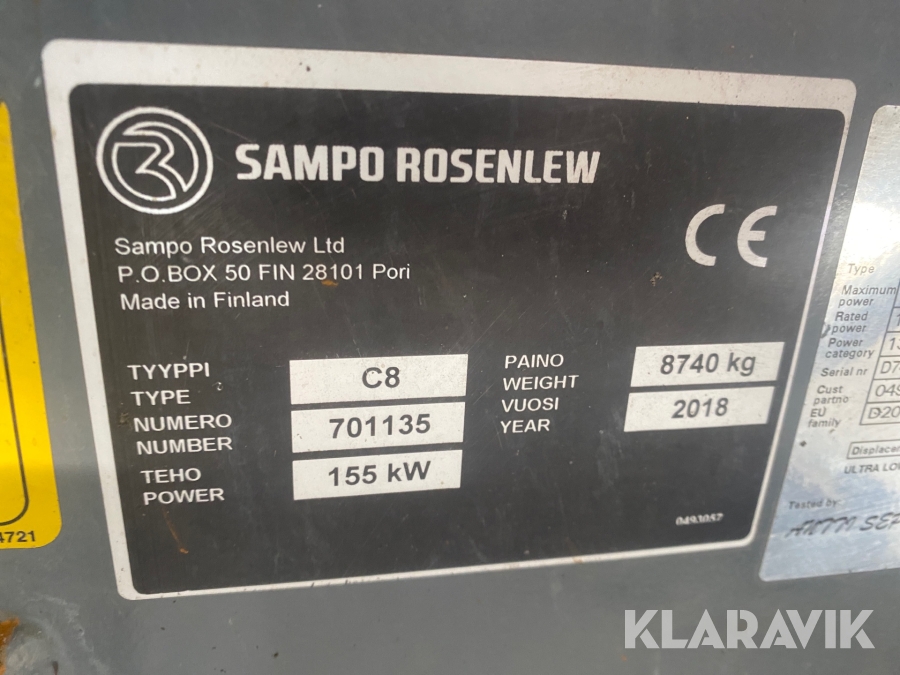 SAMPO ROSENLEW
CE
Sampo Rosenlew Ltd
P.O.BOX 50 FIN 28101 Pori
Made in Finland
TYYPPI
TYPE
C8
NUMERO
NUMBER
701135
TEHO
POWER
155 kW
PAINO
WEIGHT
8740 kg
VUOSI
YEAR
2018
0493057
4721
Type
Maximum
power
Rated
power
Power
category
Serial nr
Cust
partno
EU
family
Tested by
KLARAVIK